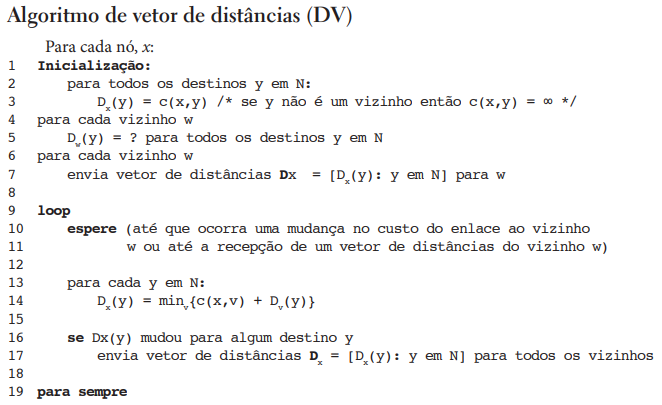 Algoritmo de vetor de distâncias (DV)
Para cada nó, x:
1 Inicialização:
2 para todos os destinos y em N:
3 Dx(y) = c(x,y) /* se y não é um vizinho então c(x,y) = ∞ */
4 para cada vizinho w
5 Dw(y) = ? para todos os destinos y em N
6 para cada vizinho w
7 envia vetor de distâncias Dx = [Dx(y): y em N] para w
8
9 loop
10 espere (até que ocorra uma mudança no custo do enlace ao vizinho
11 w ou até a recepção de um vetor de distâncias do vizinho w)
12
13 para cada y em N:
14 Dx(y) = minv{c(x,v) + Dv(y)}
15
16 se Dx(y) mudou para algum destino y
17 envia vetor de distâncias Dx = [Dx(y): y em N] para todos os vizinhos
18
19 para sempre